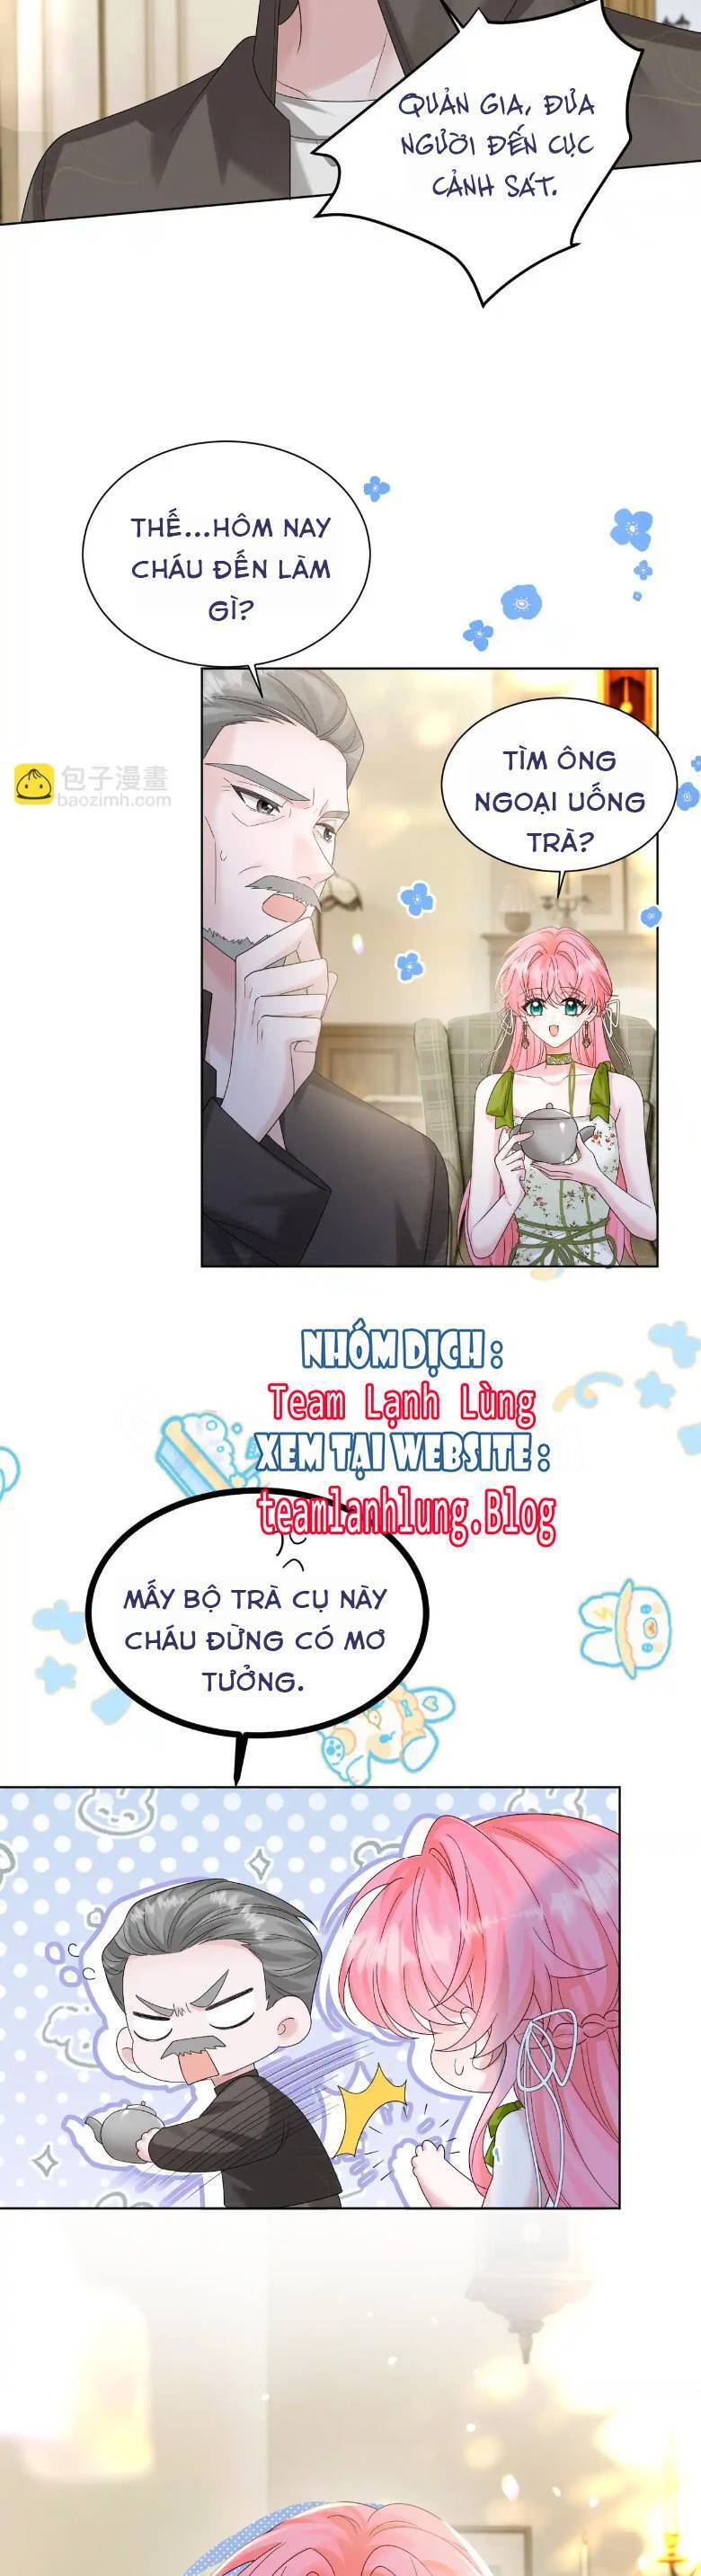 QUẢN GIA, ĐƯA
NGƯỜI ĐẾN CỤC
CẢNH SÁT.
THẾ...HÔM NAY
CHÁU ĐẾN LÀM
GÌ?
包子漫畫
baozimh.com
TÌM ÔNG
NGOẠI UỐNG
TRÀ?
NHÓM DỊCH :
Team Lạnh Lùng
XEM TẠI WEBSITE :
teamlanhlung.Blog
MẤY BỘ TRÀ CỤ NÀY
CHÁU ĐỪNG CÓ MƠ
TƯỞNG.